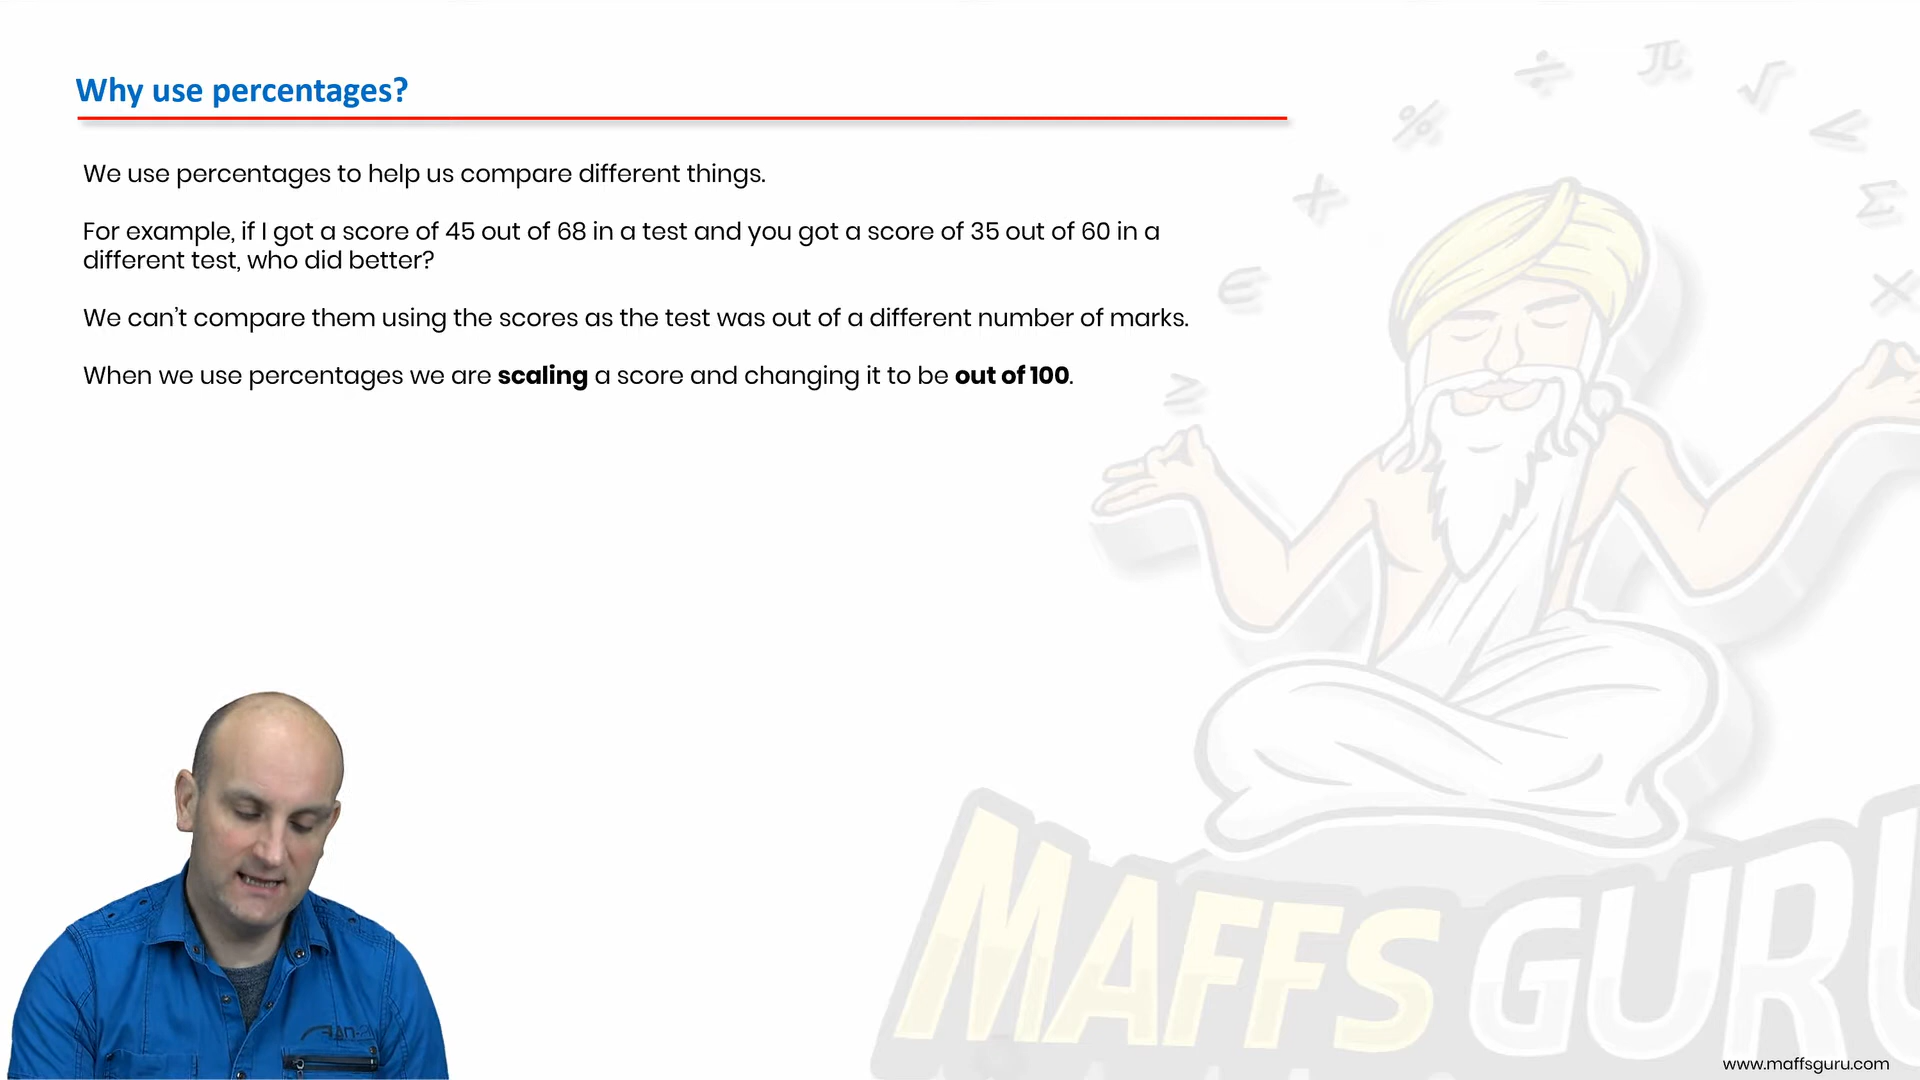 Why use percentages?
We use percentages to help us compare different things.
For example, if I got a score of 45 out of 68 in a test and you got a score of 35 out of 60 in a
different test, who did better?
We can't compare them using the scores as the test was out of a different number of marks.
When we use percentages we are scaling a score and changing it to be out of 100.
% ÷ π √ <
+ Σ
∈ ×
≥
MAFFS GURU
www.maffsguru.com